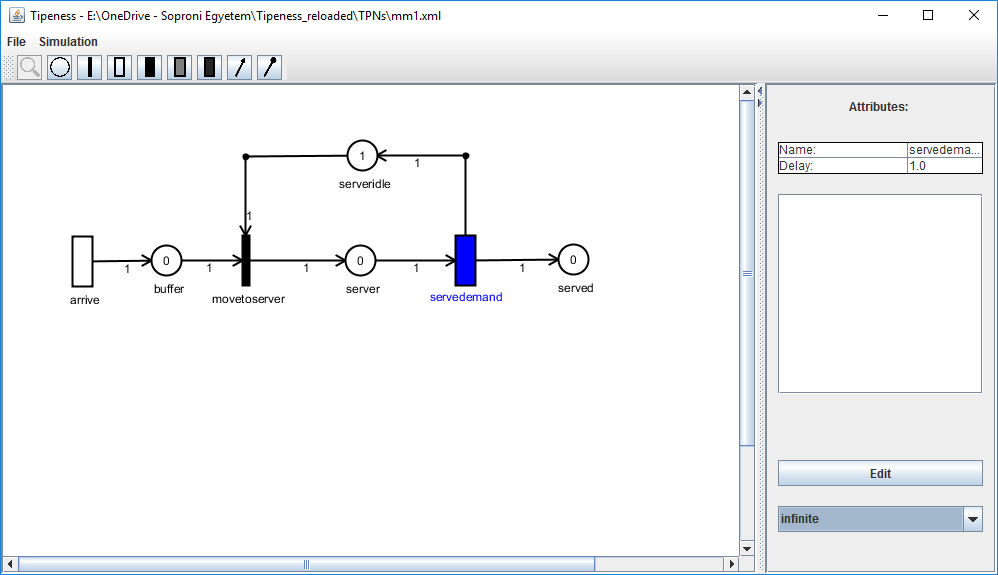 Tipeness - E:\OneDrive - Soproni Egyetem\Tipeness_reloaded\TPNs\mm1.xml
File Simulation
Attributes:
Name: servedema...
Delay: 1.0
1
1
serveridle
1
0
0
0
1
1
1
1
1
arrive
buffer
movetoserver
server
servedemand
served
Edit
infinite